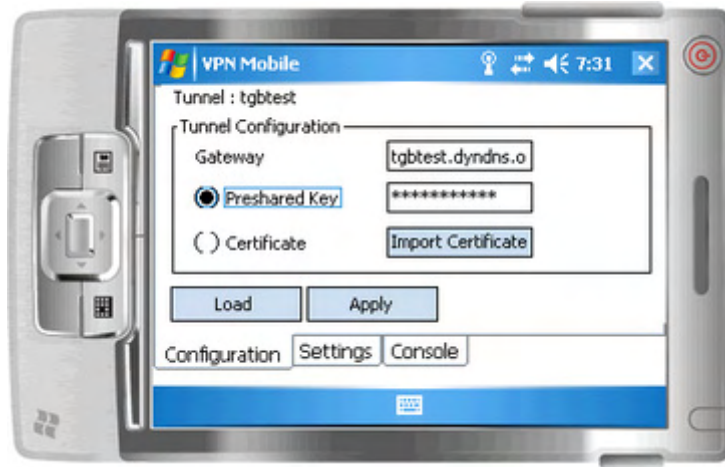 VPN Mobile 7:31
Tunnel : tgbtest
Tunnel Configuration
Gateway tgbtest.dyndns.o
Preshared Key ***********
Certificate Import Certificate
Load Apply
Configuration Settings Console